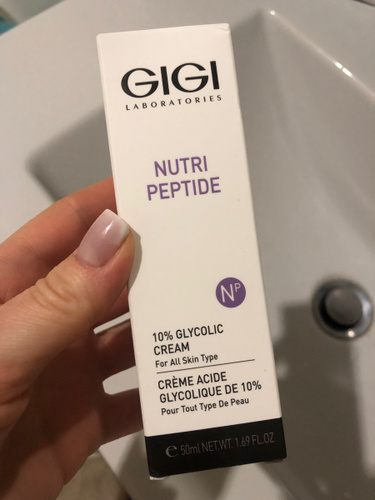 GIGI
LABORATORIES
NUTRI
PEPTIDE
NP
10% GLYCOLIC
CREAM
For All Skin Type
CRÈME ACIDE
GLYCOLIQUE DE 10%
Pour Tout Type De Peau
℮ 50ml NET.WT. 1.69 FL.OZ